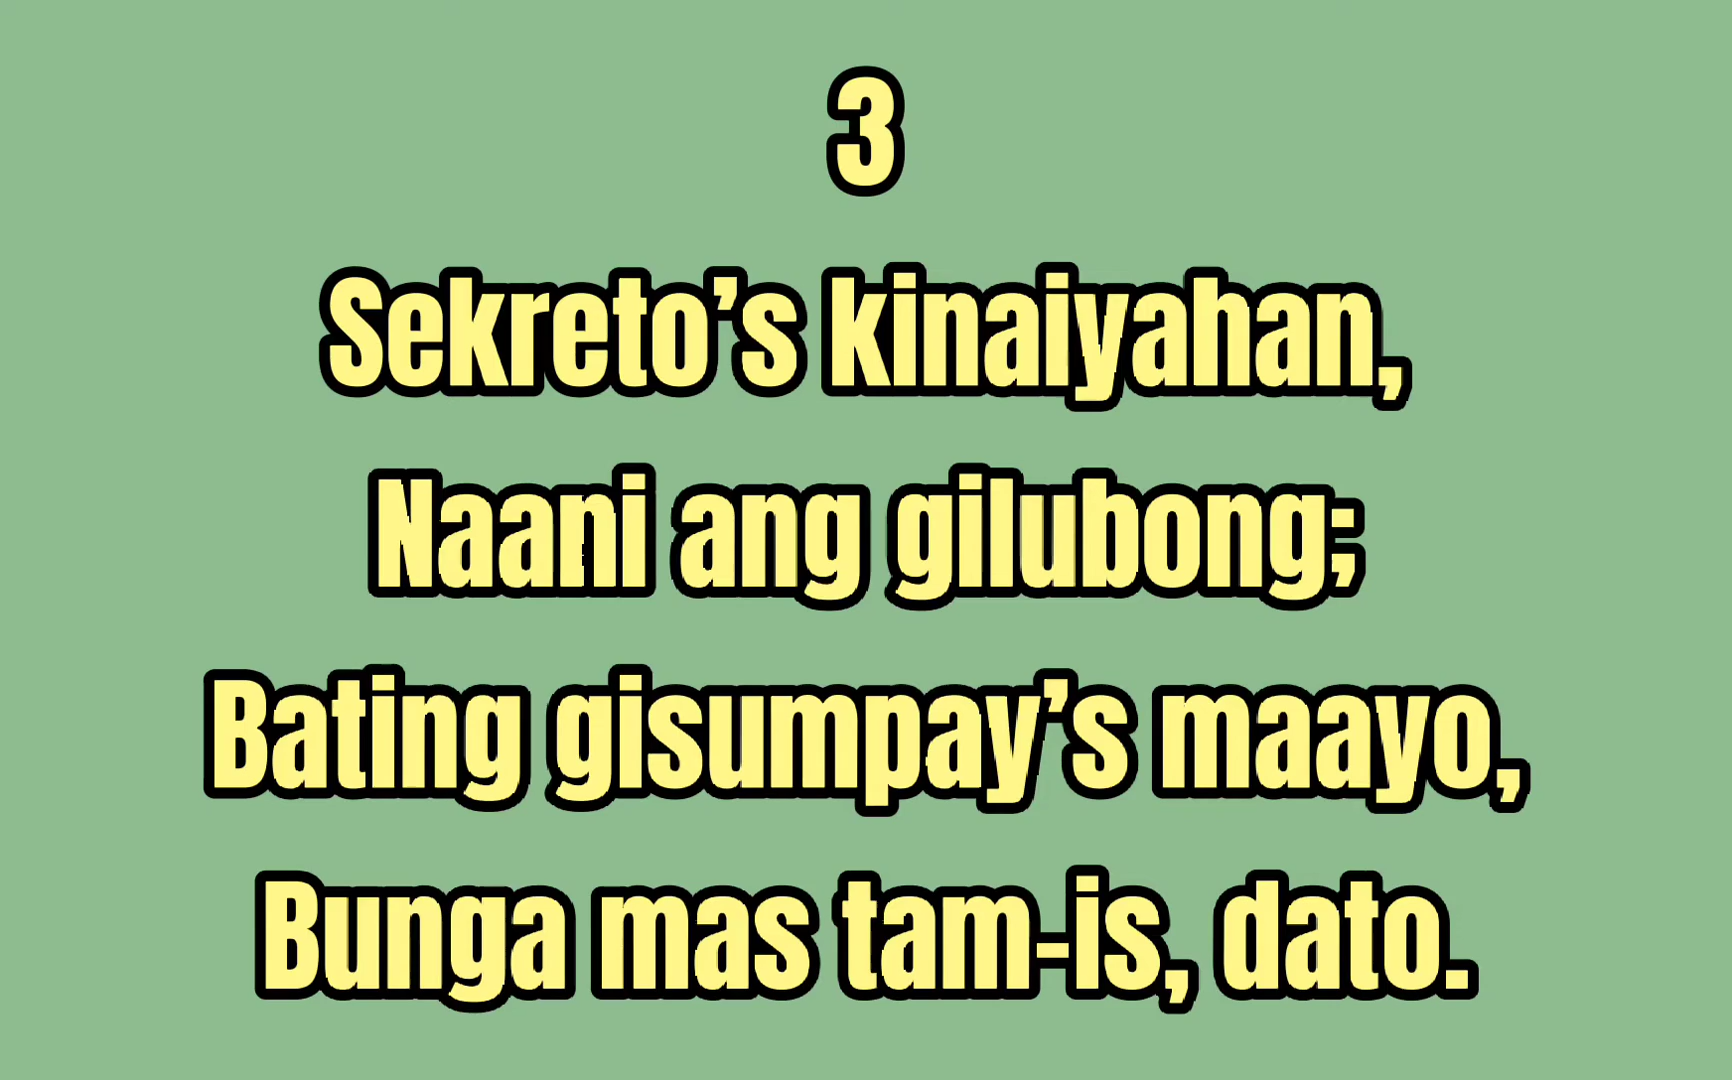 3
Sekreto’s kinaiyahan,
Naani ang gilubong;
Bating gisumpay’s maayo,
Bunga mas tam-is, dato.